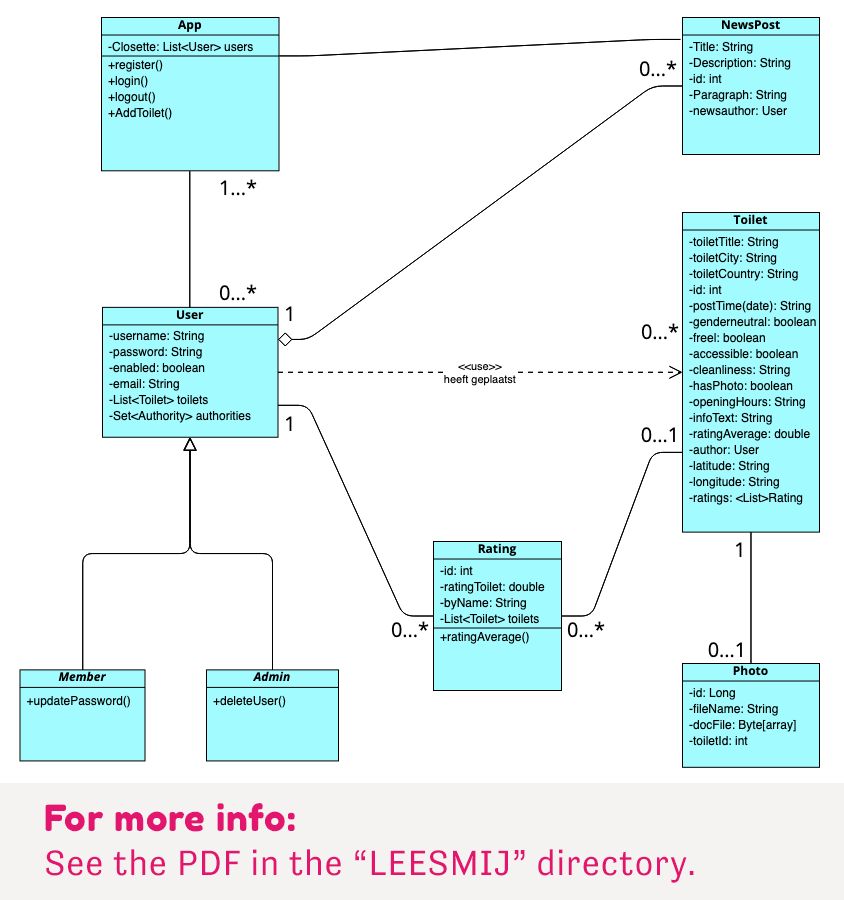 App
-Closette: List<User> users
+register()
+login()
+logout()
+AddToilet()
NewsPost
-Title: String
-Description: String
-id: int
-Paragraph: String
-newsauthor: User
0...*
1...*
0...*
User
-username: String
-password: String
-enabled: boolean
-email: String
-List<Toilet> toilets
-Set<Authority> authorities
1
1
<<use>>
heeft geplaatst
0...*
0...1
Toilet
-toiletTitle: String
-toiletCity: String
-toiletCountry: String
-id: int
-postTime(date): String
-genderneutral: boolean
-freel: boolean
-accessible: boolean
-cleanliness: String
-hasPhoto: boolean
-openingHours: String
-infoText: String
-ratingAverage: double
-author: User
-latitude: String
-longitude: String
-ratings: <List>Rating
Rating
-id: int
-ratingToilet: double
-byName: String
-List<Toilet> toilets
+ratingAverage()
0...*
0...*
1
0...1
Member
+updatePassword()
Admin
+deleteUser()
Photo
-id: Long
-fileName: String
-docFile: Byte[array]
-toiletId: int
For more info:
See the PDF in the “LEESMIJ” directory.